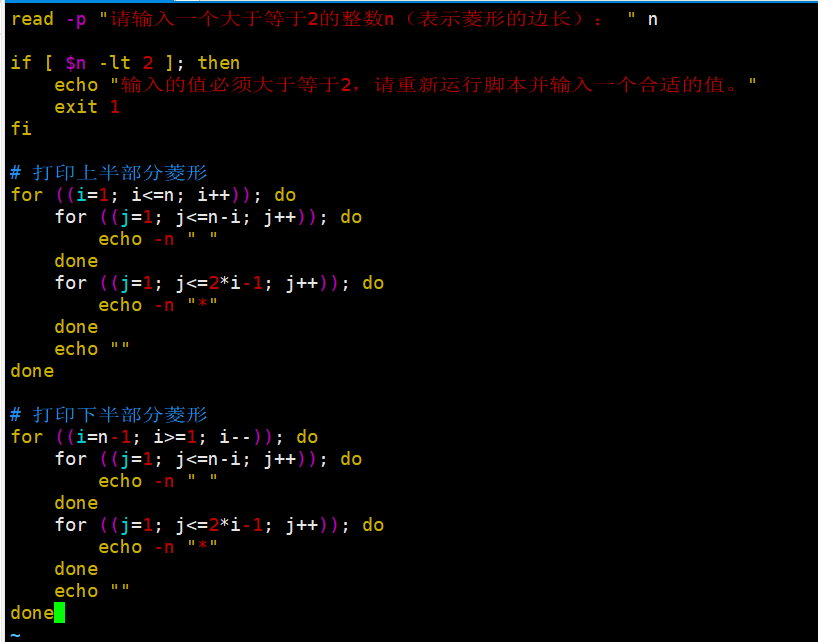 read -p "请输入一个大于等于2的整数n（表示菱形的边长）： " n

if [ $n -lt 2 ]; then
    echo "输入的值必须大于等于2，请重新运行脚本并输入一个合适的值。"
    exit 1
fi

# 打印上半部分菱形
for ((i=1; i<=n; i++)); do
    for ((j=1; j<=n-i; j++)); do
        echo -n " "
    done
    for ((j=1; j<=2*i-1; j++)); do
        echo -n "*"
    done
    echo ""
done

# 打印下半部分菱形
for ((i=n-1; i>=1; i--)); do
    for ((j=1; j<=n-i; j++)); do
        echo -n " "
    done
    for ((j=1; j<=2*i-1; j++)); do
        echo -n "*"
    done
    echo ""
done
~